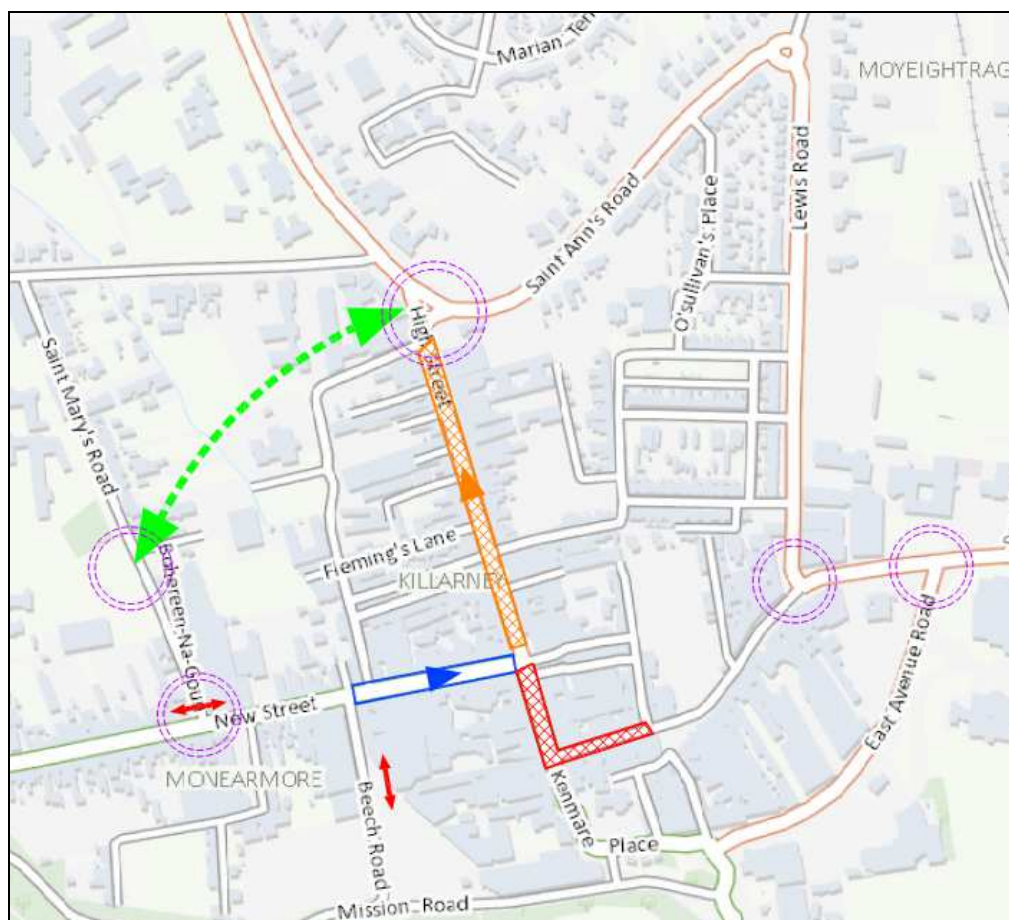 Marian Ter
MOYEIGHTRAG
Lewis Road
Saint Ann's Road
O'sullivan's Place
High Street
Saint Mary's Road
Fleming's Lane
KILLARNEY
Bohereen-Na-Goun
New Street
East Avenue Road
MONEARMORE
Beech Road
Kenmare
Place
Mission Road